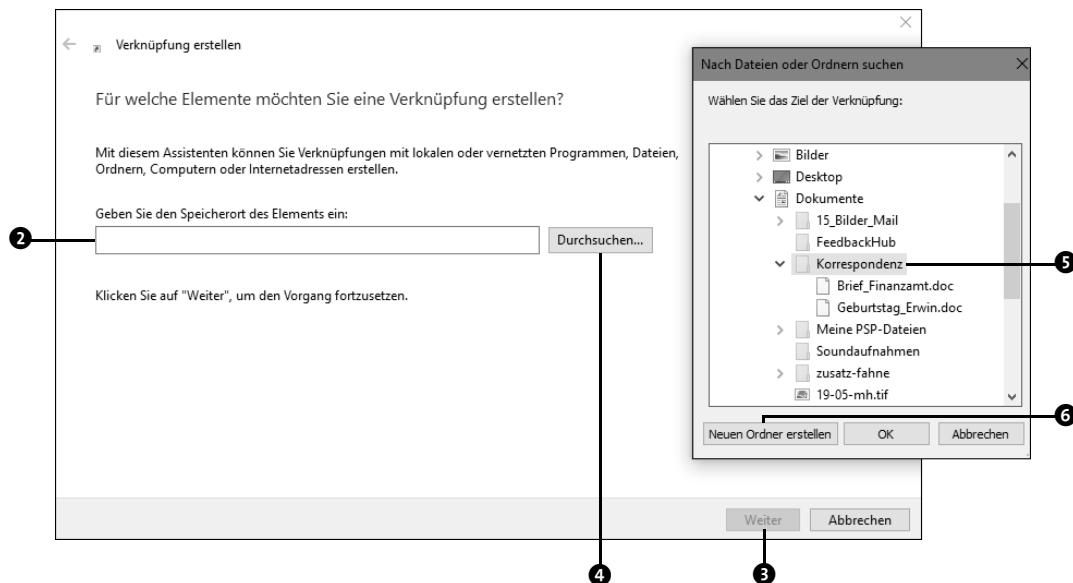 Verknüpfung erstellen
Für welche Elemente möchten Sie eine Verknüpfung erstellen?
Mit diesem Assistenten können Sie Verknüpfungen mit lokalen oder vernetzten Programmen, Dateien,
Ordnern, Computern oder Internetadressen erstellen.
Geben Sie den Speicherort des Elements ein:
2
Durchsuchen...
Klicken Sie auf "Weiter", um den Vorgang fortzusetzen.
Weiter
Abbrechen
4
3
Nach Dateien oder Ordnern suchen
Wählen Sie das Ziel der Verknüpfung:
Bilder
Desktop
Dokumente
15_Bilder_Mail
FeedbackHub
Korrespondenz
5
Brief_Finanzamt.doc
Geburtstag_Erwin.doc
Meine PSP-Dateien
Soundaufnahmen
zusatz-fahne
19-05-mh.tif
6
Neuen Ordner erstellen
OK
Abbrechen